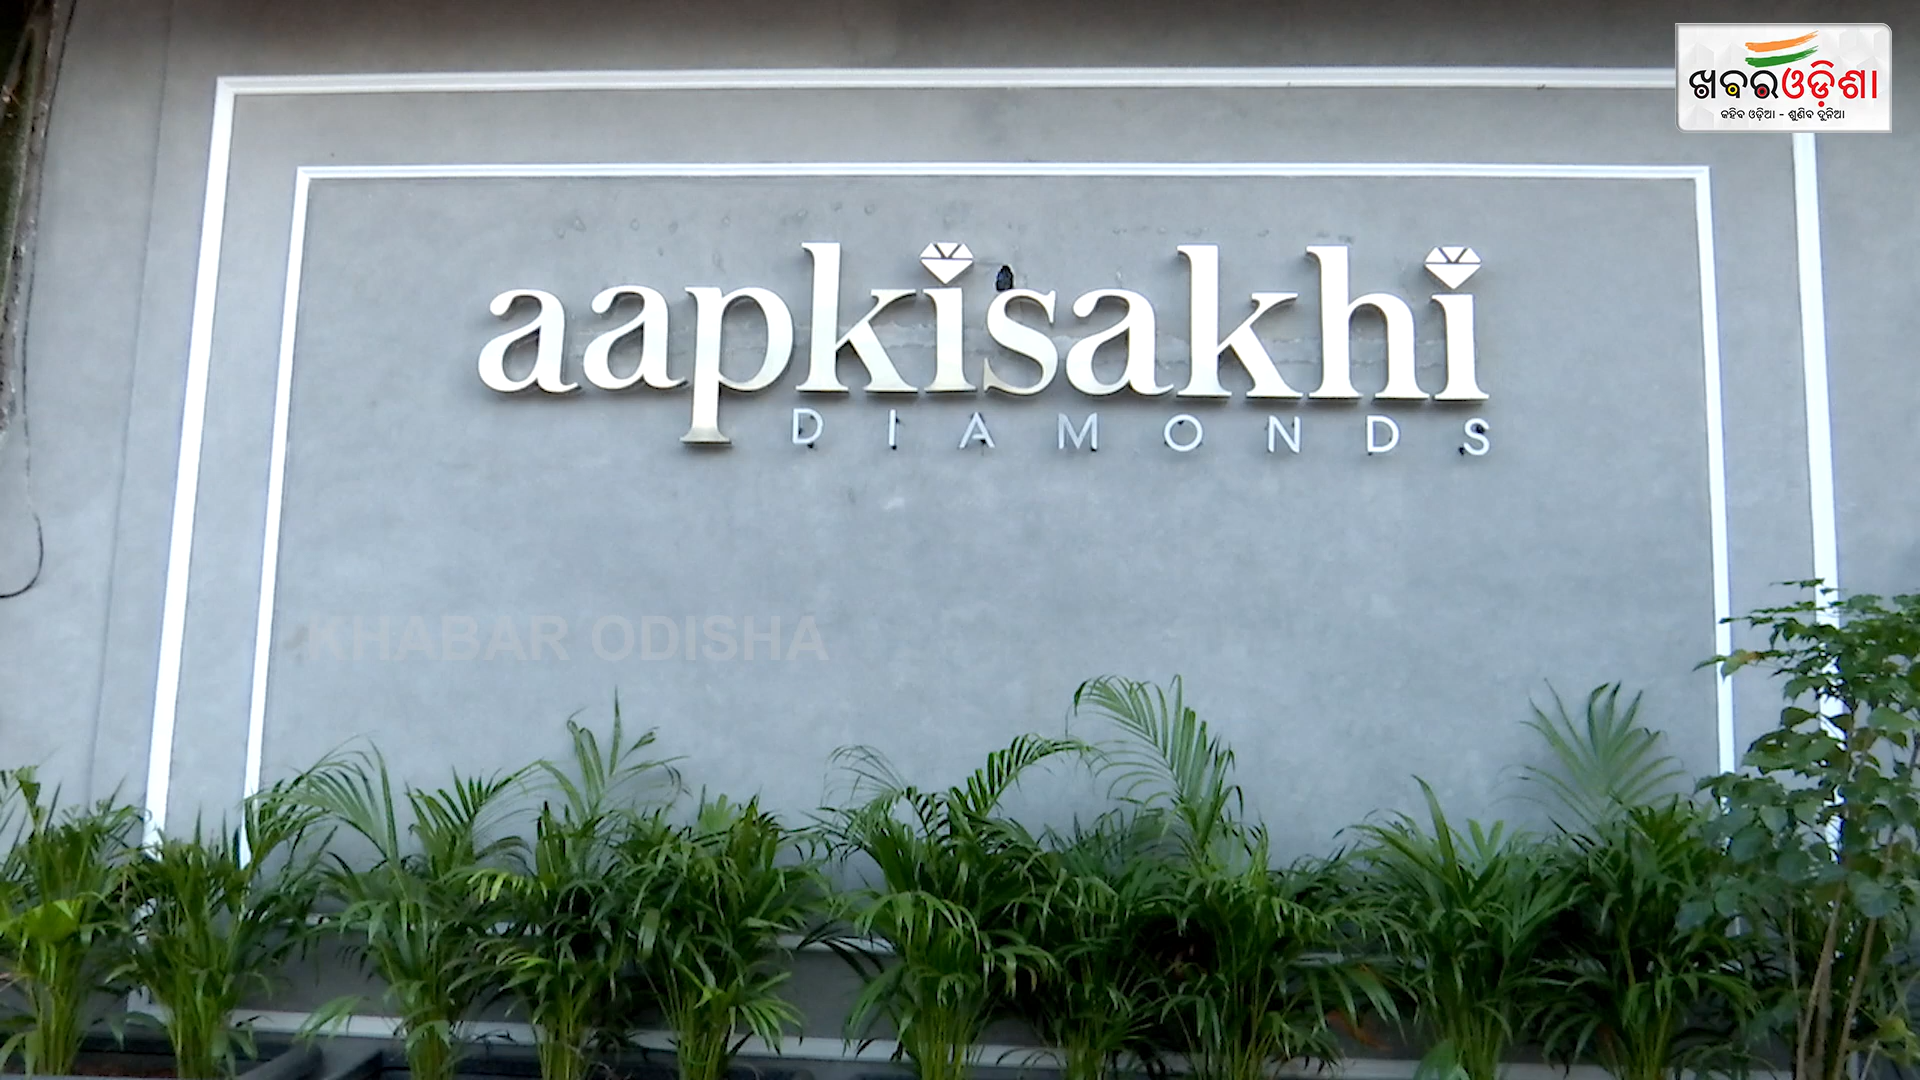 ଖବରଓଡ଼ିଶା
କହିବ ଓଡ଼ିଆ - ଶୁଣିବ ଦୁନିଆ
aapkisakhi
DIAMONDS
KHABAR ODISHA